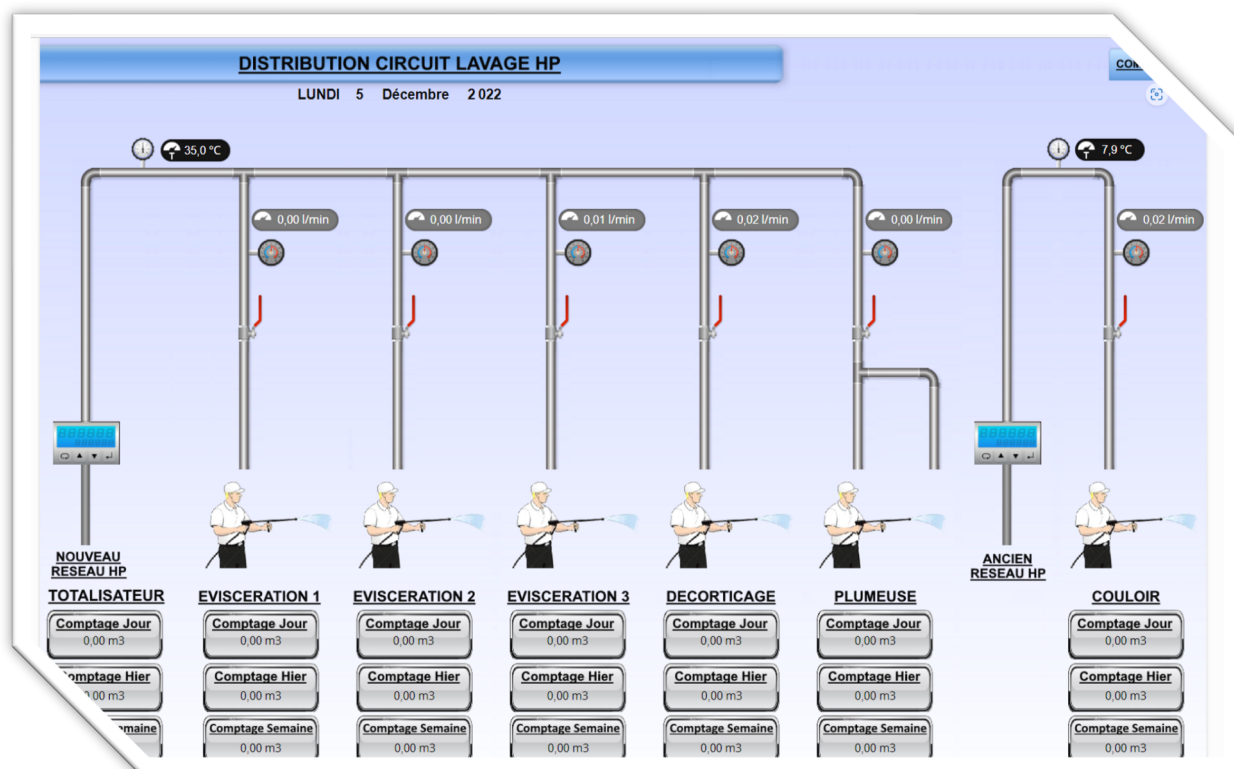 DISTRIBUTION CIRCUIT LAVAGE HP
LUNDI 5 Décembre 2 022
35,0 °C
7,9 °C
0,00 l/min
0,00 l/min
0,01 l/min
0,02 l/min
0,00 l/min
0,02 l/min
NOUVEAU
RESEAU HP
ANCIEN
RESEAU HP
TOTALISATEUR
EVISCERATION 1
EVISCERATION 2
EVISCERATION 3
DECORTICAGE
PLUMEUSE
COULOIR
Comptage Jour
0,00 m3
Comptage Jour
0,00 m3
Comptage Jour
0,00 m3
Comptage Jour
0,00 m3
Comptage Jour
0,00 m3
Comptage Jour
0,00 m3
Comptage Jour
0,00 m3
Comptage Hier
0,00 m3
Comptage Hier
0,00 m3
Comptage Hier
0,00 m3
Comptage Hier
0,00 m3
Comptage Hier
0,00 m3
Comptage Hier
0,00 m3
Comptage Hier
0,00 m3
Comptage Semaine
0,00 m3
Comptage Semaine
0,00 m3
Comptage Semaine
0,00 m3
Comptage Semaine
0,00 m3
Comptage Semaine
0,00 m3
Comptage Semaine
0,00 m3